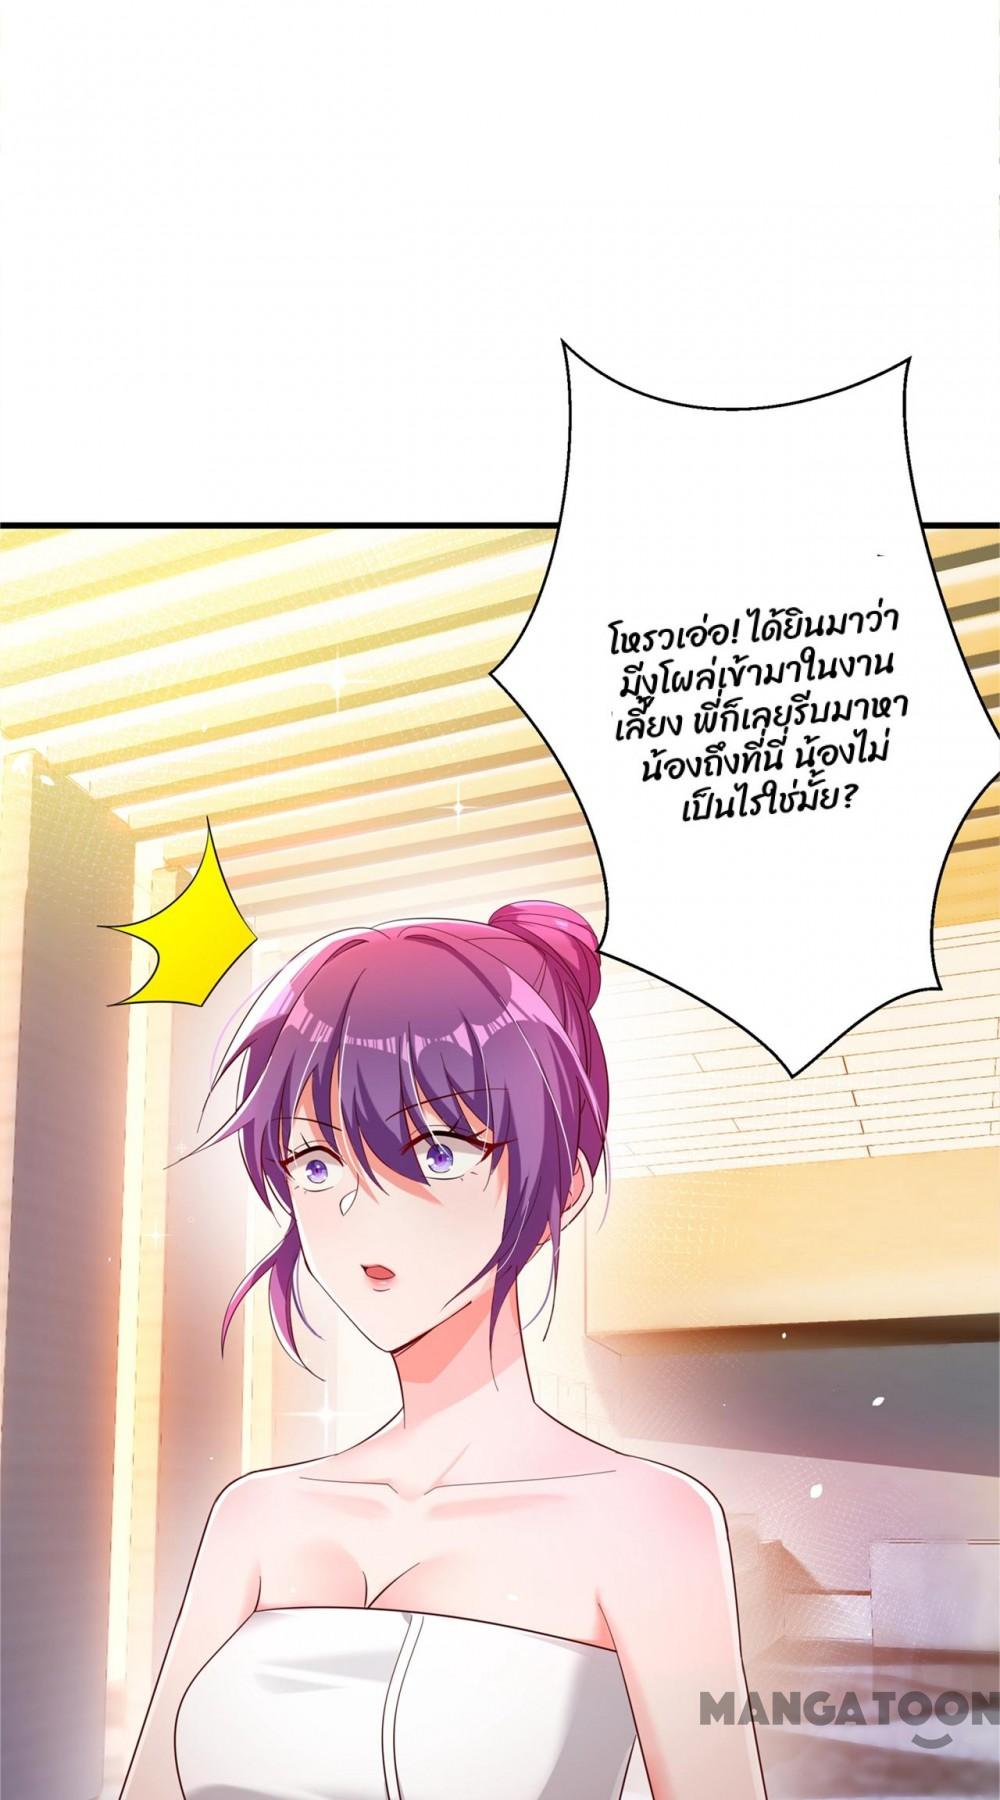 โหรวเอ่อ! ได้ยินมาว่า
มีงูโผล่เข้ามาในงาน
เลี้ยง พี่ก็เลยรีบมาหา
น้องถึงที่นี่ น้องไม่
เป็นไรใช่มั้ย?
MANGATOON